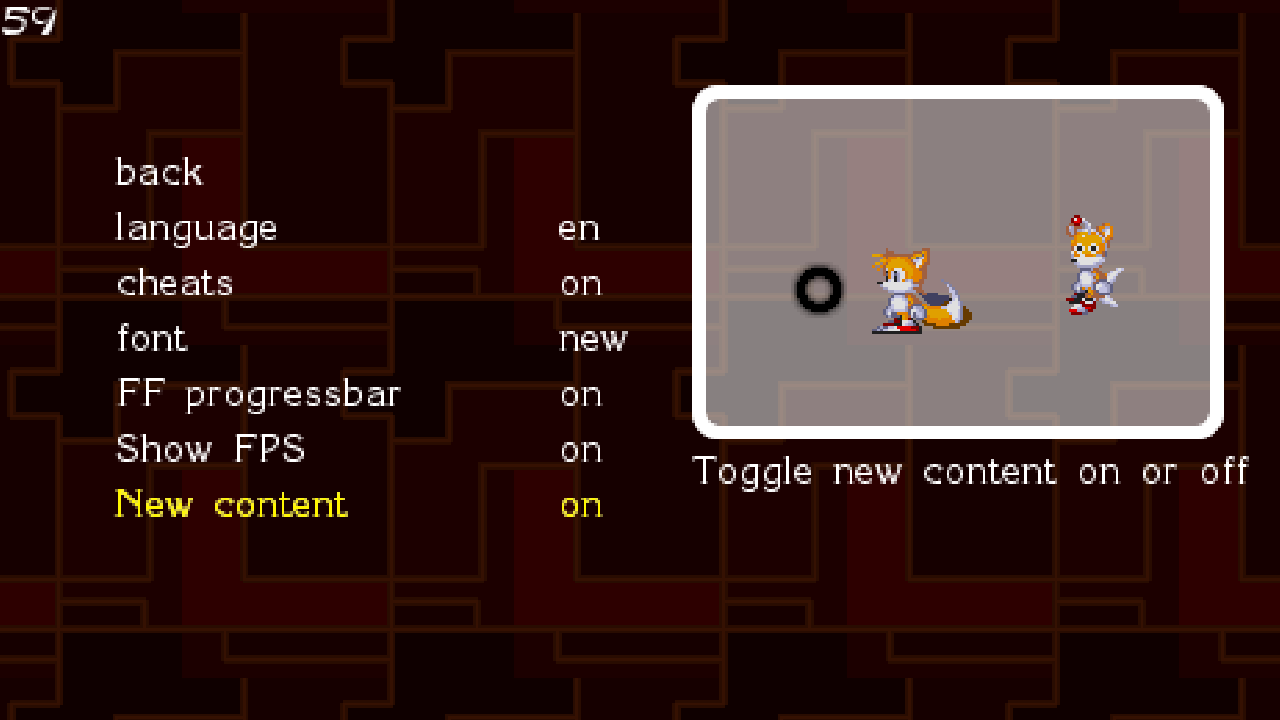 59
back
language en
cheats on
font new
FF progressbar on
Show FPS on
New content on
Toggle new content on or off